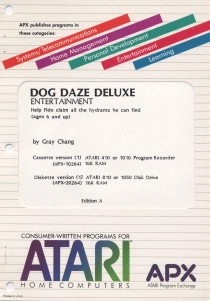 APX publishes programs in
these categories:
Systems/Telecommunications
Home Management
Personal Development
Entertainment
Learning
DOG DAZE DELUXE
ENTERTAINMENT
Help Fido claim all the hydrants he can find
(ages 6 and up)
by Gray Chang
Cassette version (1) ATARI 410 or 1010 Program Recorder
(APX-10264) 16K RAM
Diskette version (1) ATARI 810 or 1050 Disk Drive
(APX-20264) 16K RAM
Edition A
CONSUMER-WRITTEN PROGRAMS FOR
ATARI
HOME COMPUTERS
APX
ATARI Program Exchange